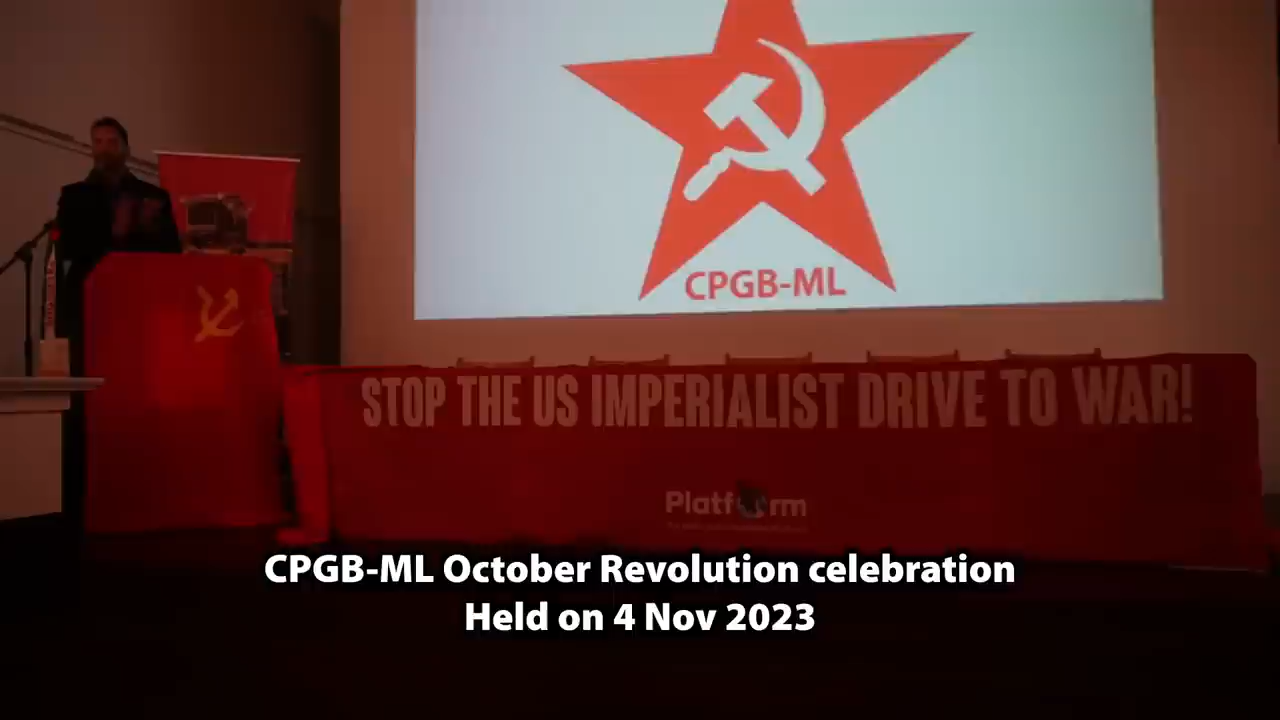 CPGB-ML
STOP THE US IMPERIALIST DRIVE TO WAR!
Platform
CPGB-ML October Revolution celebration
Held on 4 Nov 2023